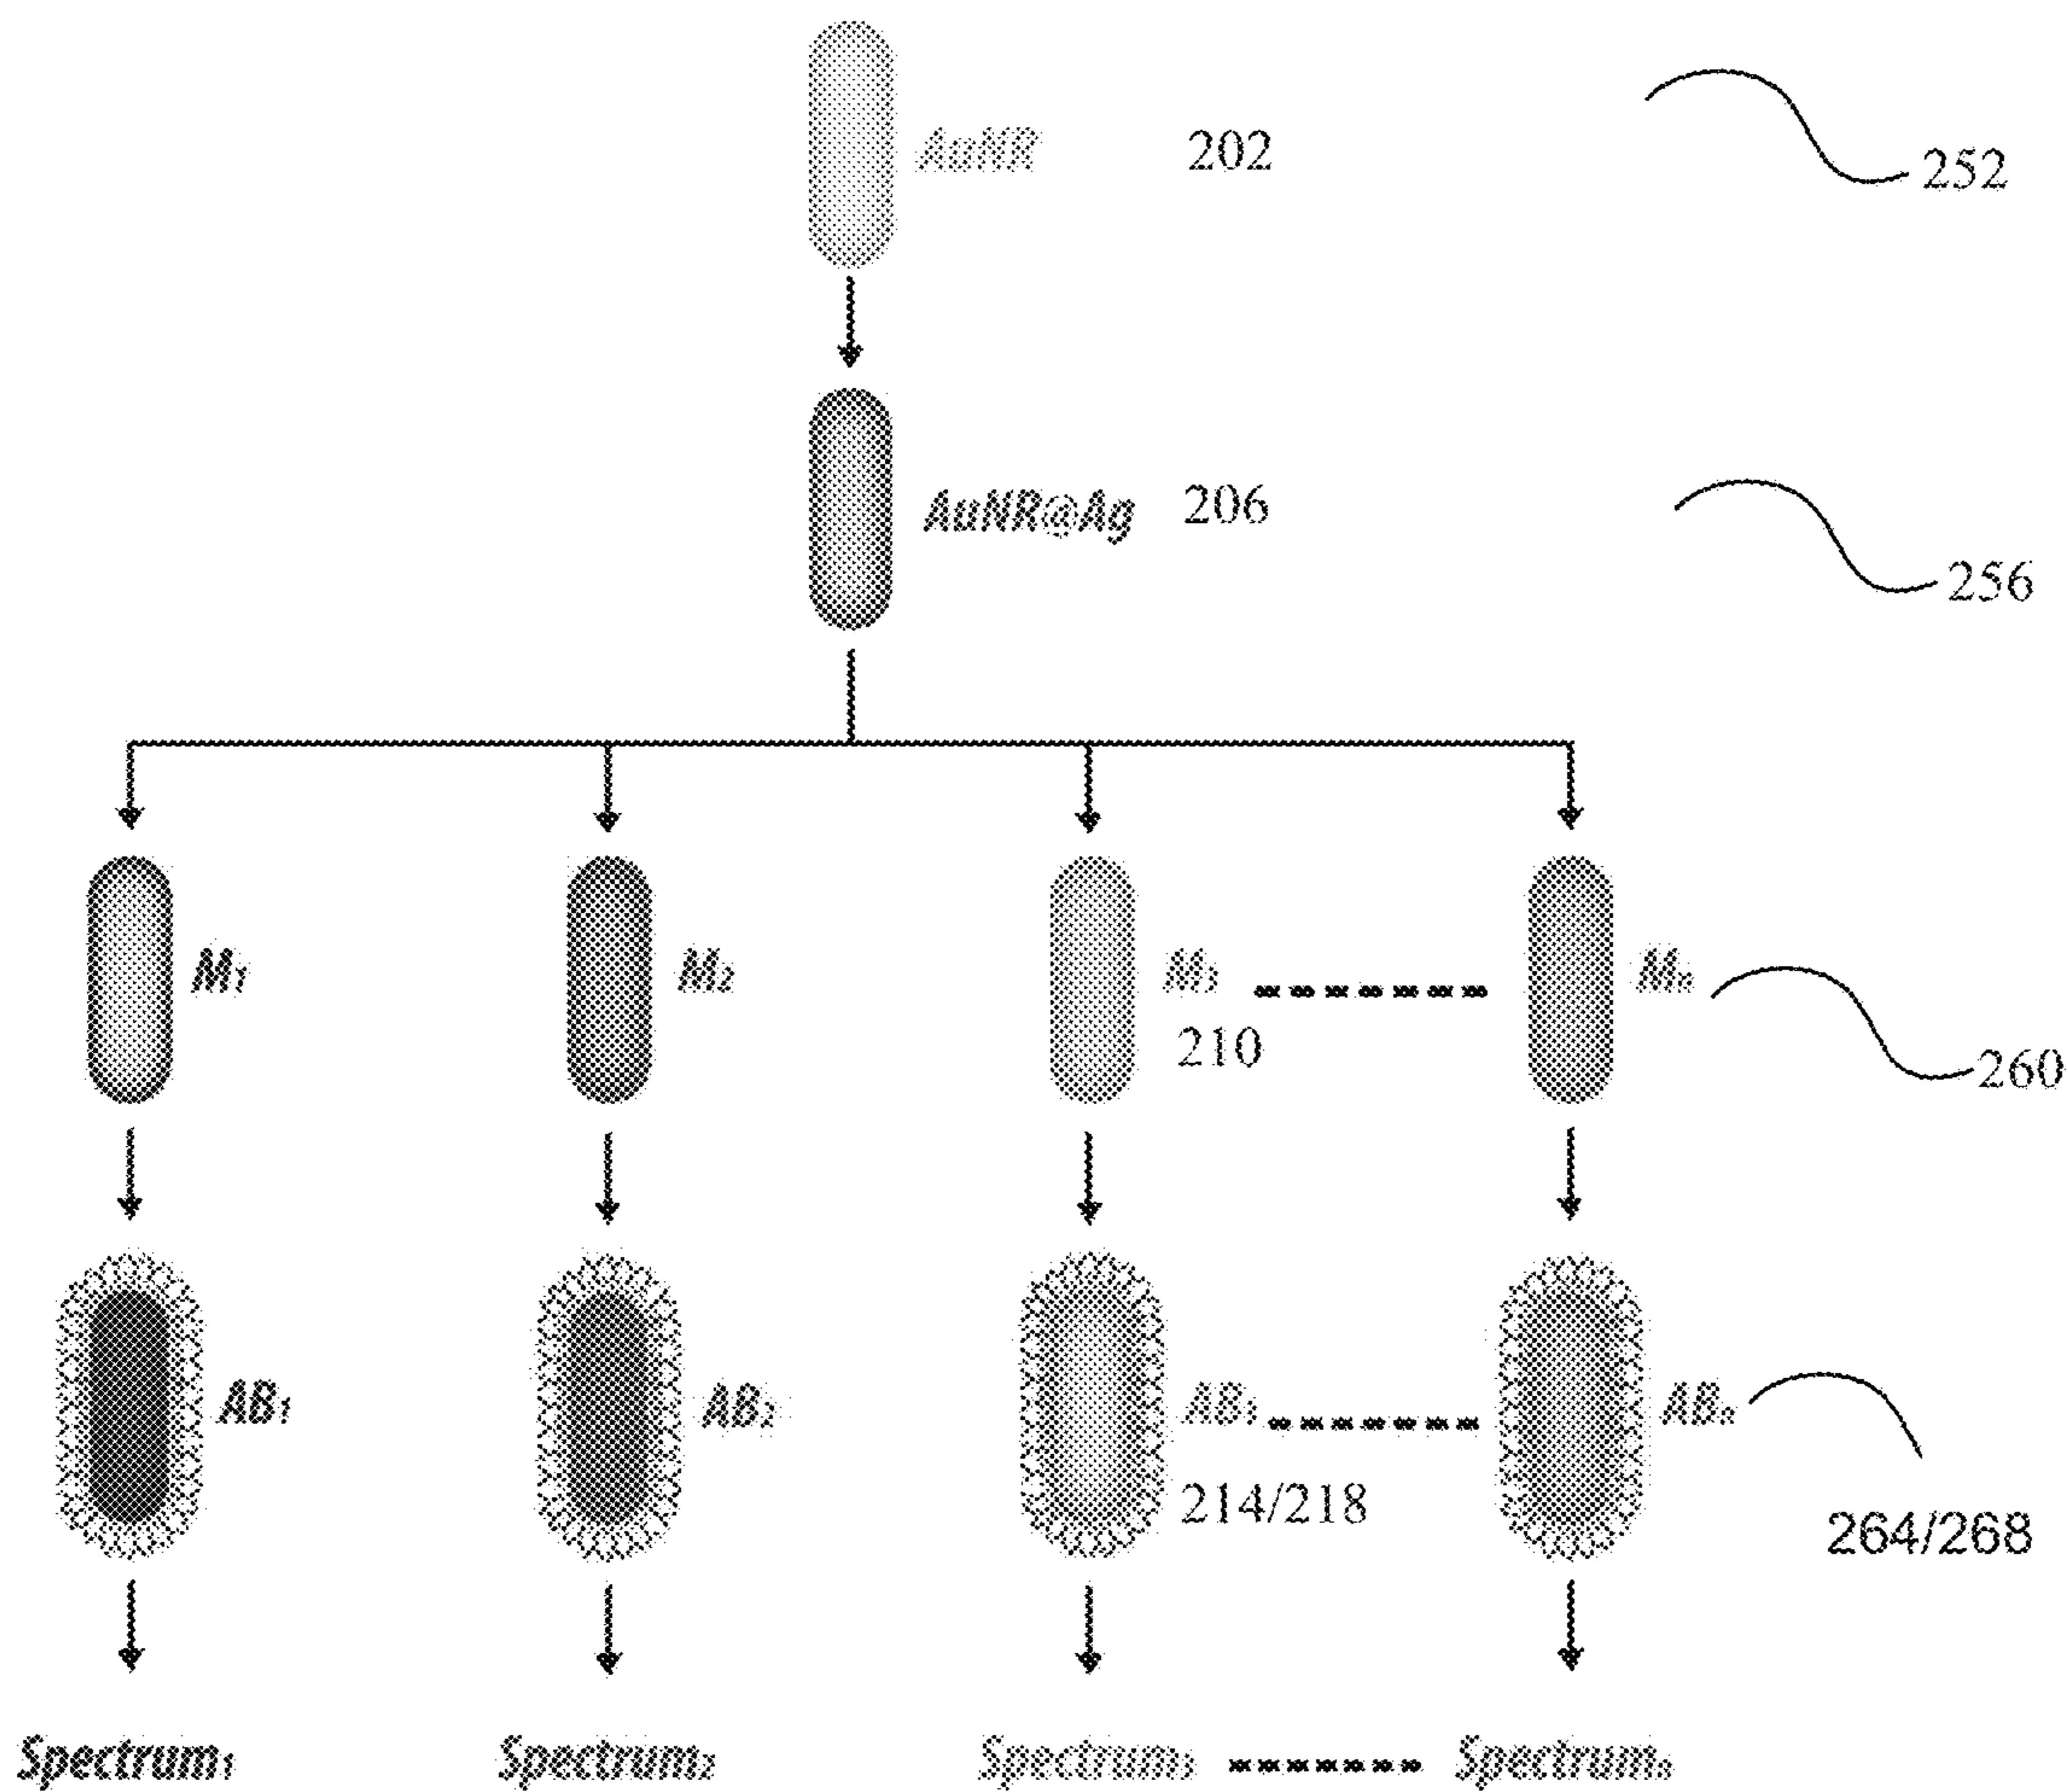 AuNR 202
252
AuNR@Ag 206
256
M1 M2 M3 Mn
210
260
AB1 AB2 AB3 ABn
214/218
264/268
Spectrum1 Spectrum2 Spectrum3 Spectrumn